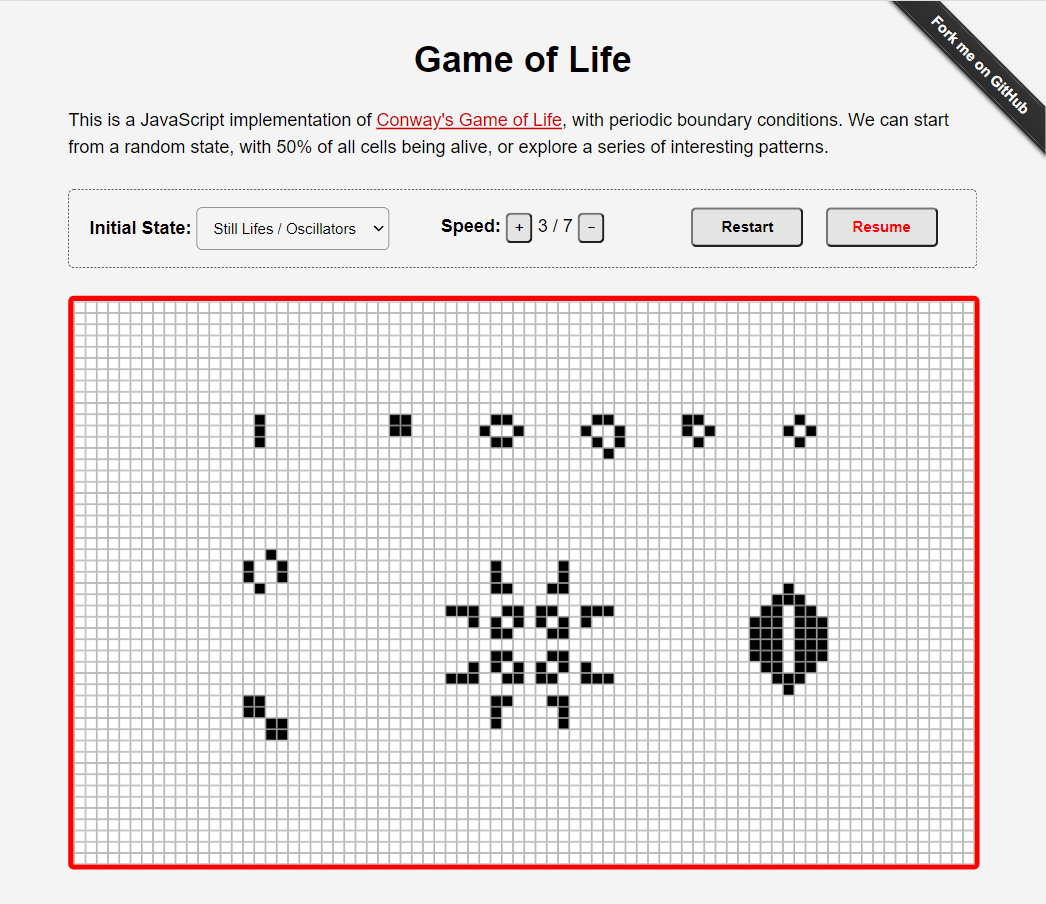 Fork me on GitHub
Game of Life
This is a JavaScript implementation of Conway's Game of Life, with periodic boundary conditions. We can start
from a random state, with 50% of all cells being alive, or explore a series of interesting patterns.
Initial State: Still Lifes / Oscillators Speed: + 3 / 7 − Restart Resume